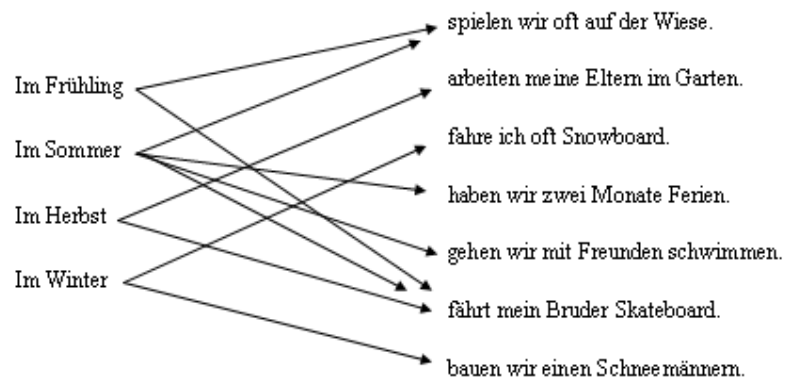 Im Frühling
Im Sommer
Im Herbst
Im Winter
spielen wir oft auf der Wiese.
arbeiten meine Eltern im Garten.
fahre ich oft Snowboard.
haben wir zwei Monate Ferien.
gehen wir mit Freunden schwimmen.
fährt mein Bruder Skateboard.
bauen wir einen Schneemännern.